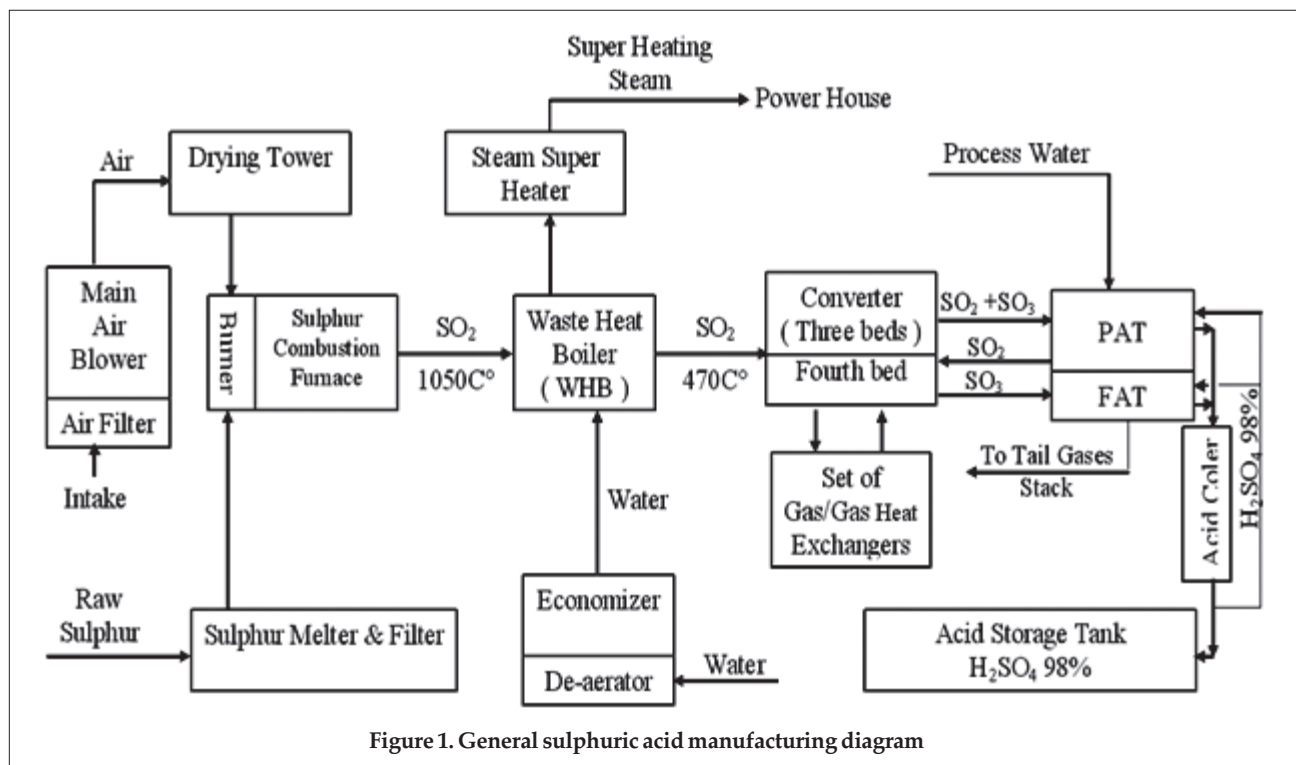 Super Heating
Steam
Power House
Air
Drying Tower
Steam Super
Heater
Process Water
Main
Air
Blower
Air Filter
Intake
Burner
Sulphur
Combustion
Furnace
SO₂
1050C°
Waste Heat
Boiler
( WHB )
SO₂
470C°
Converter
( Three beds )
Fourth bed
SO₂ +SO₃
SO₂
SO₃
PAT
FAT
To Tail Gases
Stack
Set of
Gas/Gas Heat
Exchangers
Acid Coler
H₂SO₄ 98%
Water
Economizer
De-aerator
Water
Raw
Sulphur
Sulphur Melter & Filter
Acid Storage Tank
H₂SO₄ 98%
Figure 1. General sulphuric acid manufacturing diagram